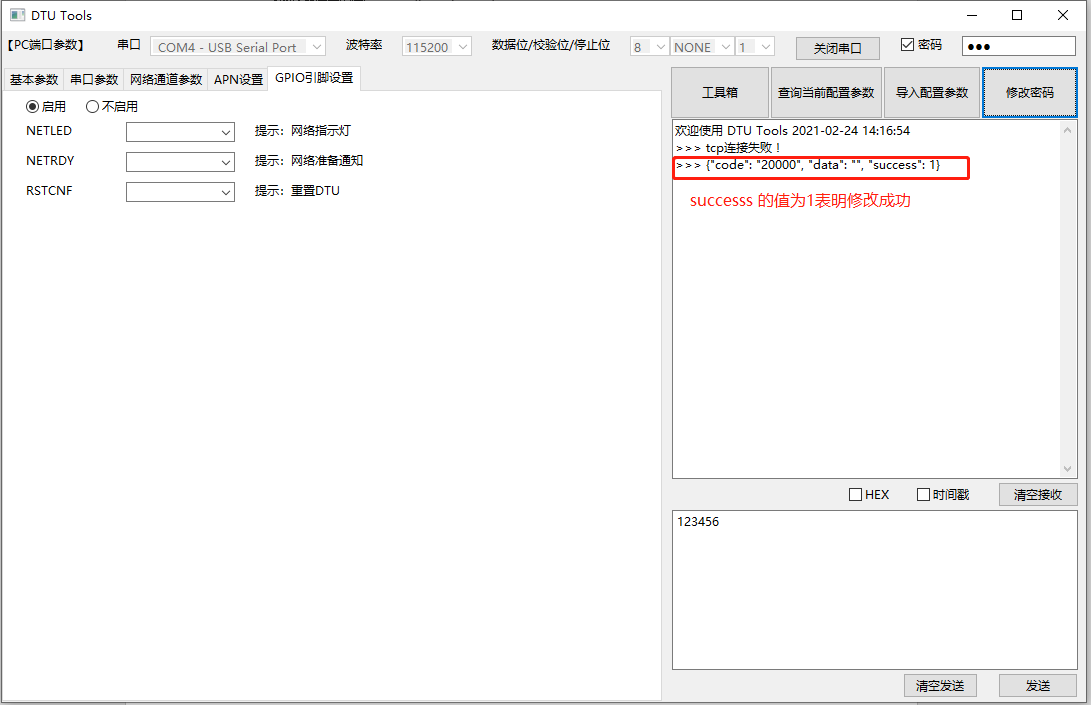 DTU Tools
【PC端口参数】 串口 COM4 - USB Serial Port 波特率 115200 数据位/校验位/停止位 8 NONE 1 关闭串口 密码 ●●●
基本参数 串口参数 网络通道参数 APN设置 GPIO引脚设置
工具箱 查询当前配置参数 导入配置参数 修改密码
启用 不启用
NETLED 提示：网络指示灯
NETRDY 提示：网络准备通知
RSTCNF 提示：重置DTU
欢迎使用 DTU Tools 2021-02-24 14:16:54
>>> tcp连接失败！
>>> {"code": "20000", "data": "", "success": 1}
successs 的值为1表明修改成功
HEX 时间戳 清空接收
123456
清空发送 发送